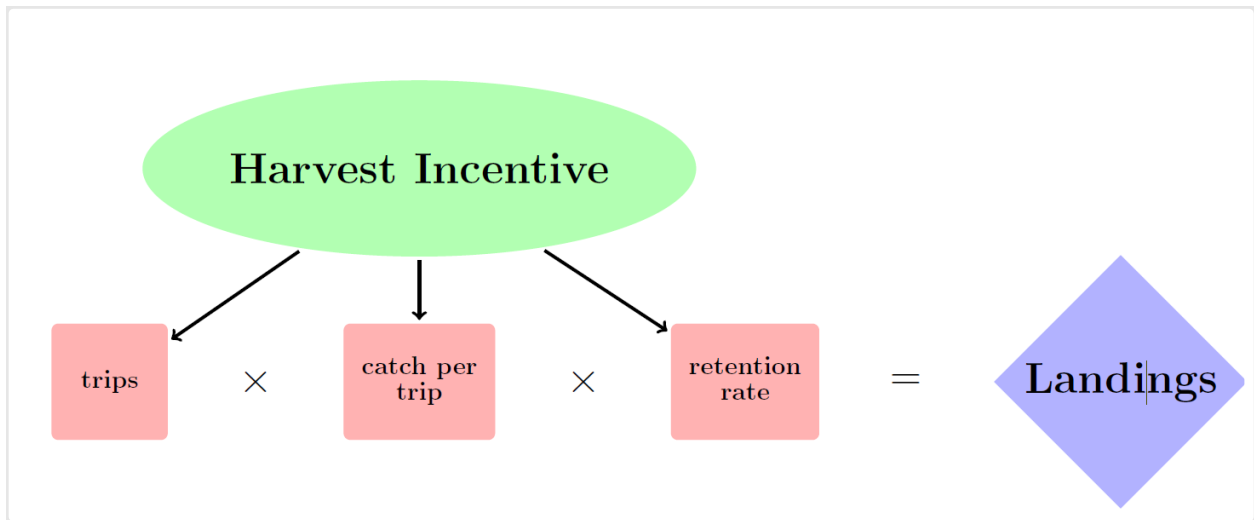 Harvest Incentive
trips × catch per trip × retention rate = Landings